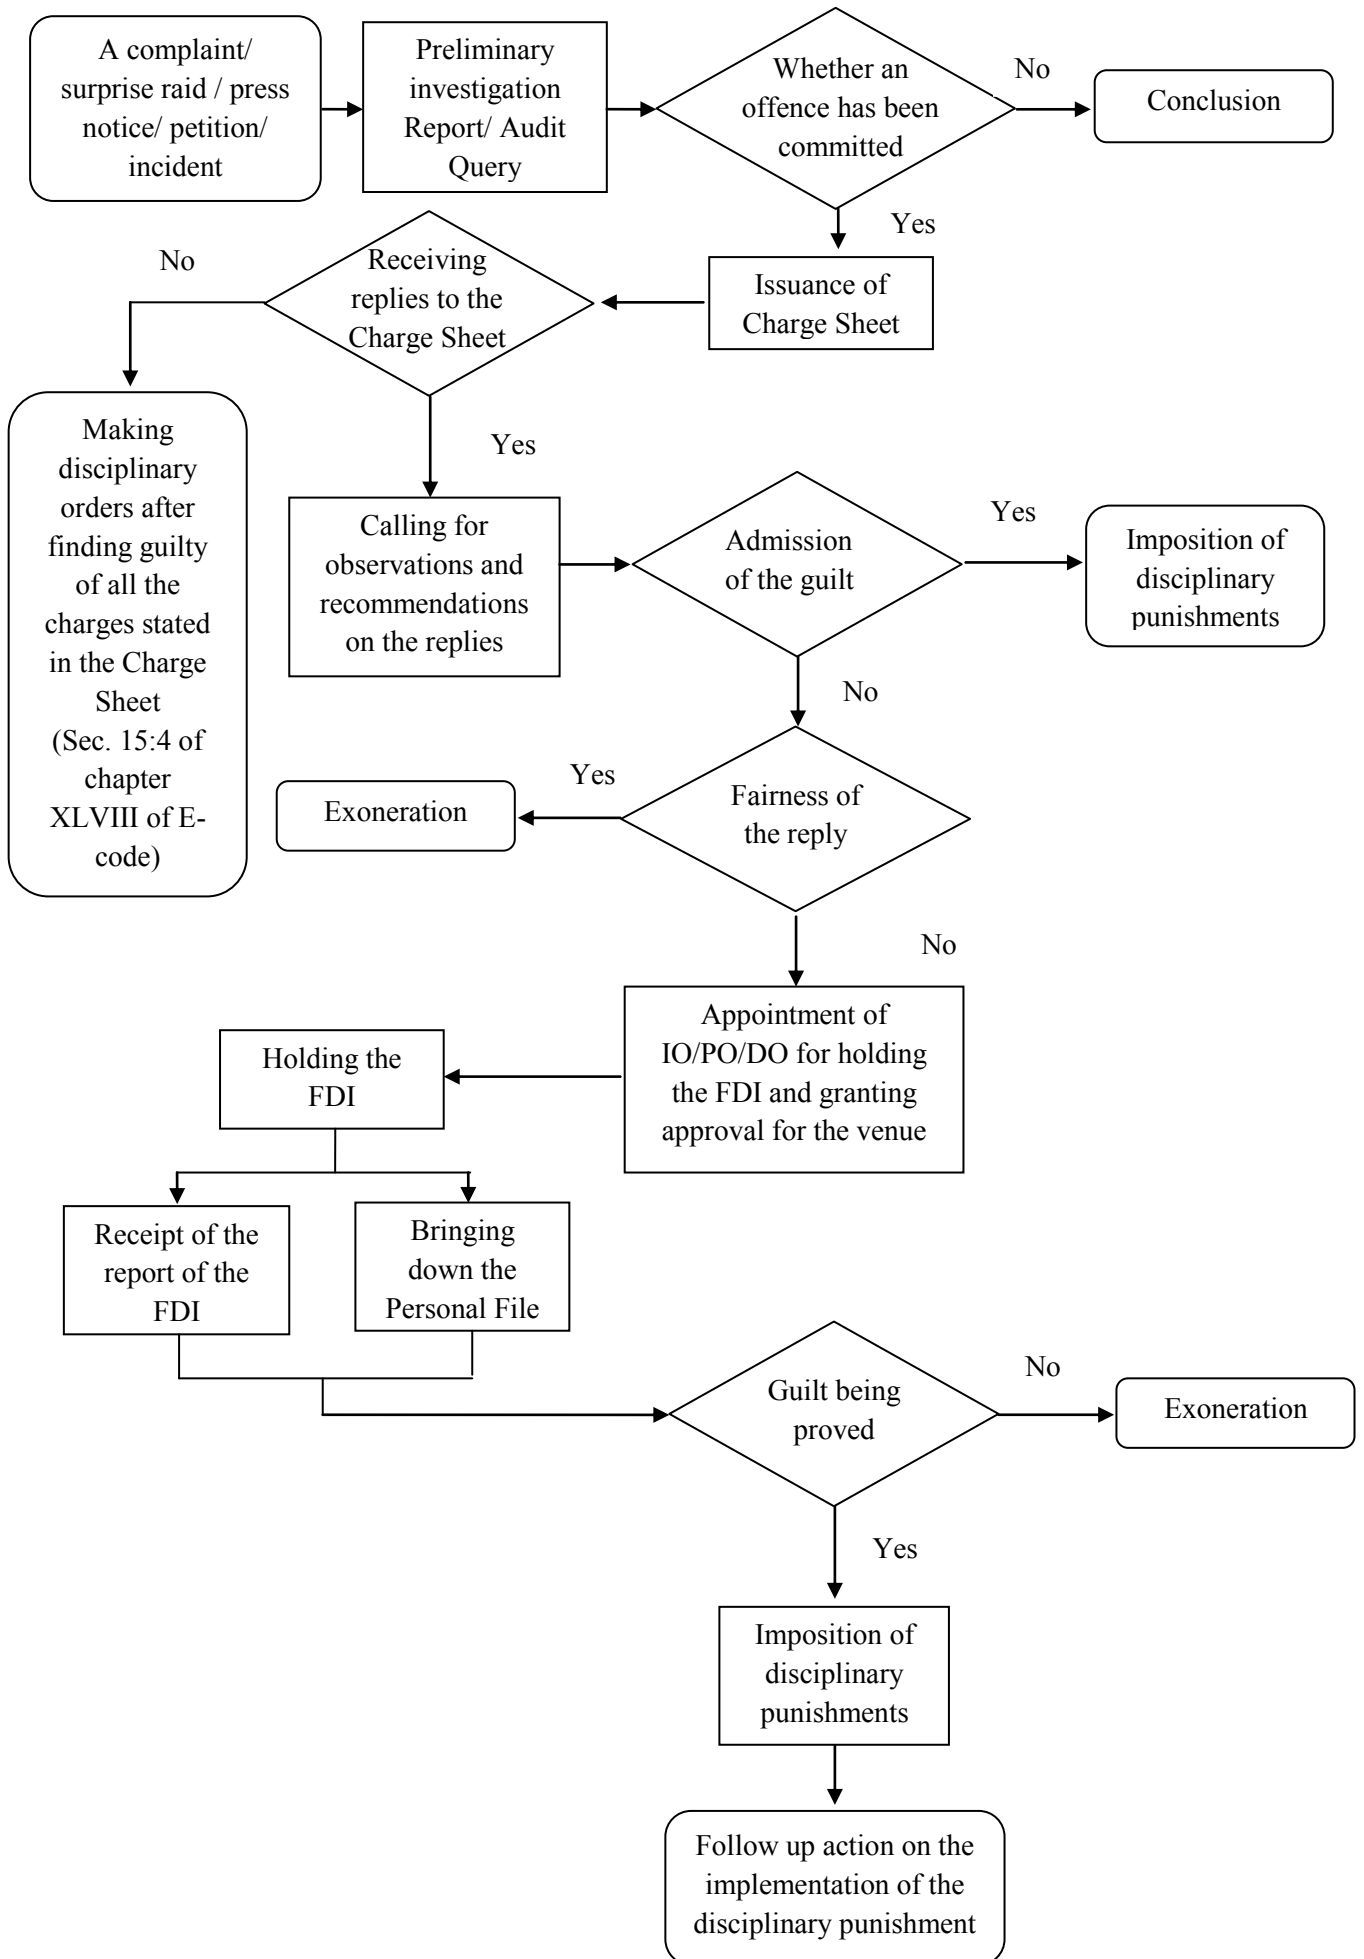 A complaint/
surprise raid / press
notice/ petition/
incident
Preliminary
investigation
Report/ Audit
Query
Whether an
offence has been
committed
No
Conclusion
Yes
Issuance of
Charge Sheet
Receiving
replies to the
Charge Sheet
No
Making
disciplinary
orders after
finding guilty
of all the
charges stated
in the Charge
Sheet
(Sec. 15:4 of
chapter
XLVIII of E-
code)
Yes
Calling for
observations and
recommendations
on the replies
Admission
of the guilt
Yes
Imposition of
disciplinary
punishments
No
Fairness of
the reply
Yes
Exoneration
No
Appointment of
IO/PO/DO for holding
the FDI and granting
approval for the venue
Holding the
FDI
Receipt of the
report of the
FDI
Bringing
down the
Personal File
Guilt being
proved
No
Exoneration
Yes
Imposition of
disciplinary
punishments
Follow up action on the
implementation of the
disciplinary punishment